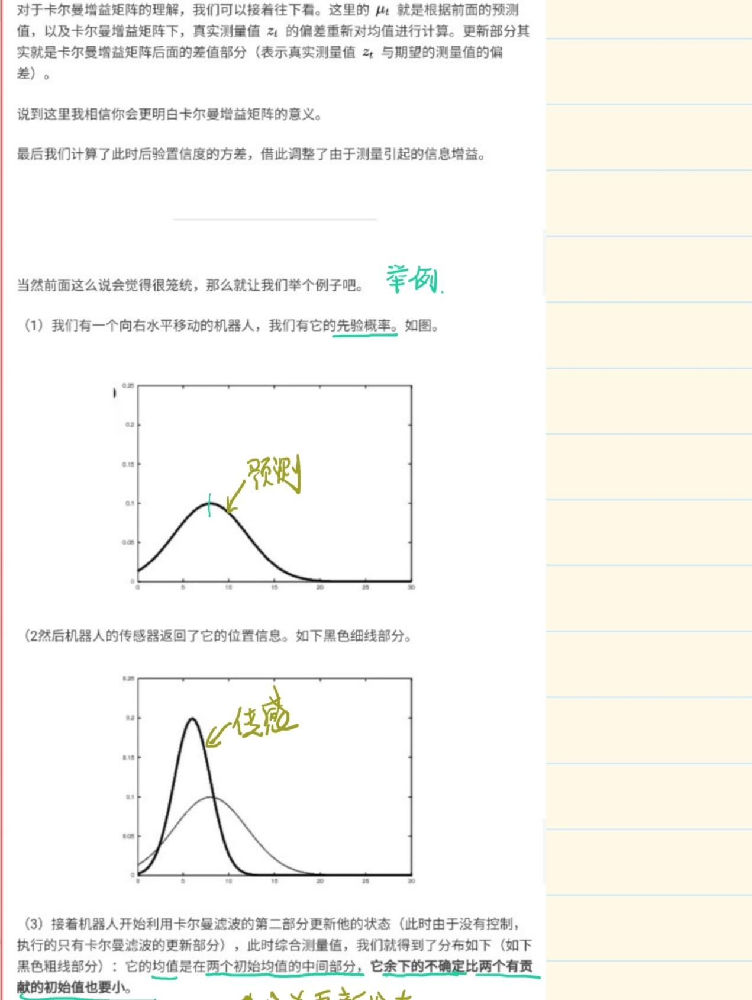 对于卡尔曼增益矩阵的理解，我们可以接着往下看。这里的 μt 就是根据前面的预测
值，以及卡尔曼增益矩阵下，真实测量值 zt 的偏差重新对均值进行计算。更新部分其
实就是卡尔曼增益矩阵后面的差值部分（表示真实测量值 zt 与期望的测量值的偏
差）。
说到这里我相信你会更明白卡尔曼增益矩阵的意义。
最后我们计算了此时后验置信度的方差，借此调整了由于测量引起的信息增益。
当然前面这么说会觉得很笼统，那么就让我们举个例子吧。 举例.
（1）我们有一个向右水平移动的机器人，我们有它的先验概率。如图。
0.25
0.2
0.15
预测
0.1
0.05
0
0 5 10 15 20 25 30
（2然后机器人的传感器返回了它的位置信息。如下黑色细线部分。
0.25
0.2
传感
0.15
0.1
0.05
0
0 5 10 15 20 25 30
（3）接着机器人开始利用卡尔曼滤波的第二部分更新他的状态（此时由于没有控制，
执行的只有卡尔曼滤波的更新部分），此时综合测量值，我们就得到了分布如下（如下
黑色粗线部分）：它的均值是在两个初始均值的中间部分，它余下的不确定比两个有贡
献的初始值也要小。